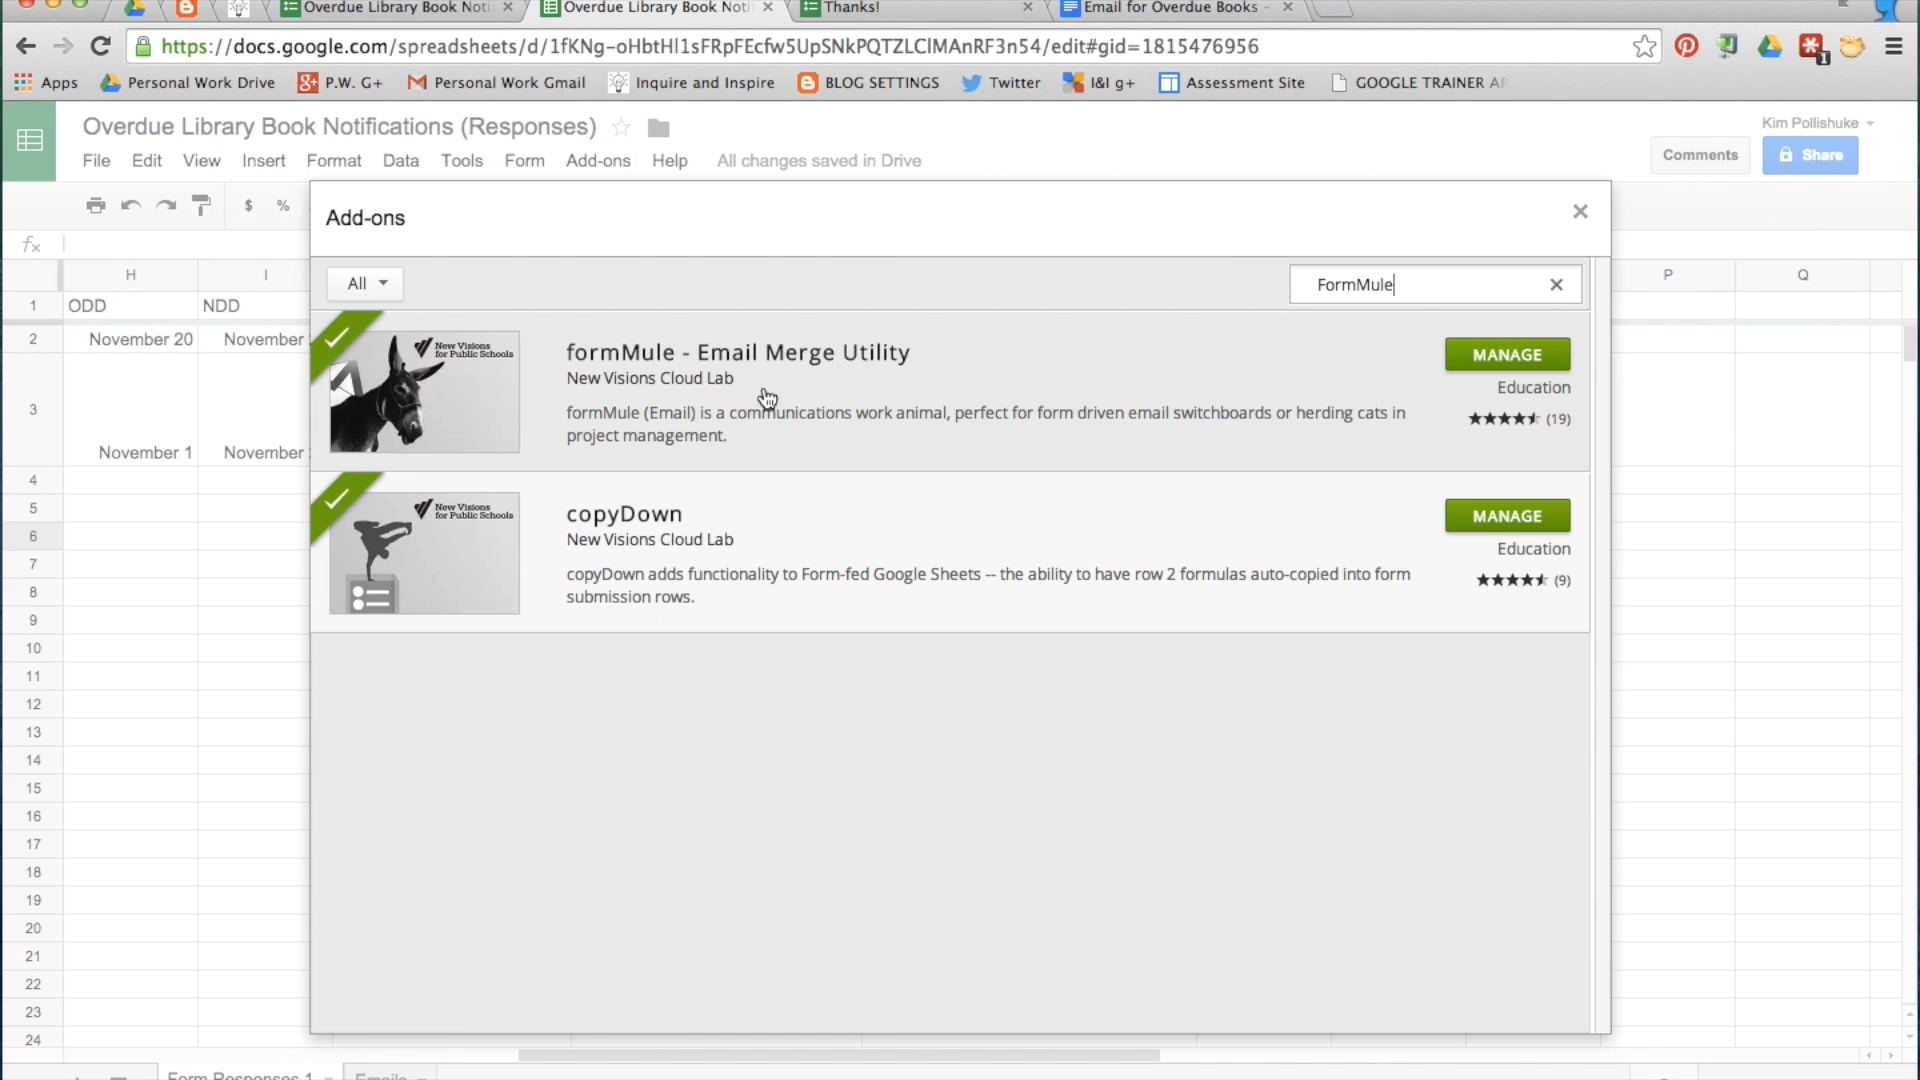 Overdue Library Book Noti
Overdue Library Book Noti
Thanks!
Email for Overdue Books -
https://docs.google.com/spreadsheets/d/1fKNg-oHbtHl1sFRpFEcfw5UpSNkPQTZLClMAnRF3n54/edit#gid=1815476956
1
Apps Personal Work Drive P.W. G+ Personal Work Gmail Inquire and Inspire BLOG SETTINGS Twitter I&I g+ Assessment Site GOOGLE TRAINER AP
Overdue Library Book Notifications (Responses)
Kim Pollishuke
File Edit View Insert Format Data Tools Form Add-ons Help All changes saved in Drive
Comments
Share
$ %
Add-ons
fx
All
FormMule
H I P Q
1 ODD NDD
2 November 20 November
3 November 1 November
4
5
6
7
8
9
10
11
12
13
14
15
16
17
18
19
20
21
22
23
24
New Visions
for Public Schools
formMule - Email Merge Utility
New Visions Cloud Lab
formMule (Email) is a communications work animal, perfect for form driven email switchboards or herding cats in
project management.
MANAGE
Education
(19)
New Visions
for Public Schools
copyDown
New Visions Cloud Lab
copyDown adds functionality to Form-fed Google Sheets -- the ability to have row 2 formulas auto-copied into form
submission rows.
MANAGE
Education
(9)
Form Responses 1
Emails